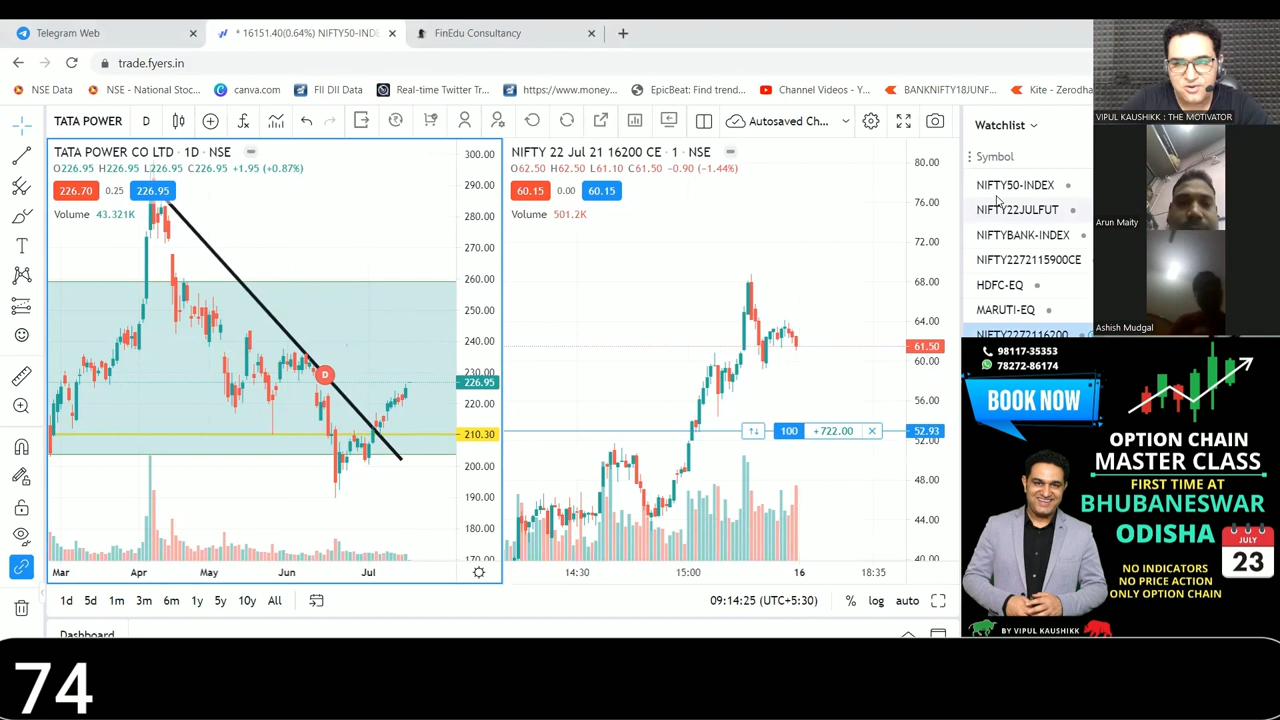 Telegram Web
* 16151.40(0.64%) NIFTY50-INDE
FinEdu Consultancy
trade.fyers.in
NSE Data
NSE - National Stoc...
canva.com
FII DII Data
Real-time Twitter Tr...
https://www.money...
EpicBeat: Find trend...
Channel Videos - Y...
BANKNIFTY18JUNF...
Kite - Zerodha
TATA POWER
D
Autosaved Ch...
Watchlist
TATA POWER CO LTD · 1D · NSE
O226.95 H226.95 L226.95 C226.95 +1.95 (+0.87%)
226.70 0.25 226.95
Volume 43.321K
300.00
290.00
280.00
270.00
260.00
250.00
240.00
230.00
226.95
220.00
210.30
200.00
190.00
180.00
170.00
D
Mar Apr May Jun Jul
NIFTY 22 Jul 21 16200 CE · 1 · NSE
O62.50 H62.50 L61.10 C61.50 −0.90 (−1.44%)
60.15 0.00 60.15
Volume 501.2K
80.00
76.00
72.00
68.00
64.00
61.50
60.00
56.00
52.93
52.00
48.00
44.00
40.00
100 +722.00
14:30 15:00 16 18:35
Symbol
NIFTY50-INDEX
NIFTY22JULFUT
NIFTYBANK-INDEX
NIFTY2272115900CE
HDFC-EQ
MARUTI-EQ
NIFTY2272116200
VIPUL KAUSHIKK : THE MOTIVATOR
Arun Maity
Ashish Mudgal
1d 5d 1m 3m 6m 1y 5y 10y All
09:14:25 (UTC+5:30)
% log auto
Dashboard
98117-35353
78272-86174
BOOK NOW
OPTION CHAIN
MASTER CLASS
FIRST TIME AT
BHUBANESWAR
ODISHA
JULY
23
NO INDICATORS
NO PRICE ACTION
ONLY OPTION CHAIN
BY VIPUL KAUSHIKK
74